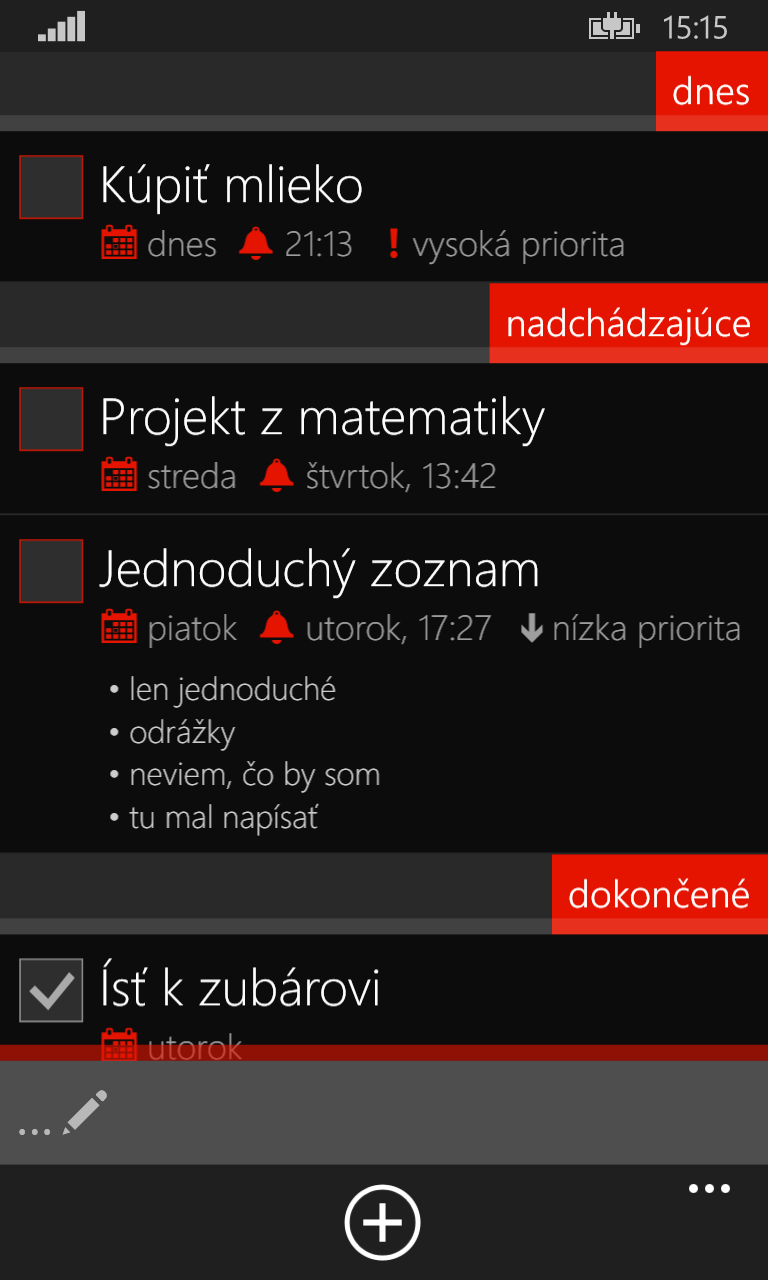 15:15
dnes
Kúpiť mlieko
dnes 21:13 ! vysoká priorita
nadchádzajúce
Projekt z matematiky
streda štvrtok, 13:42
Jednoduchý zoznam
piatok utorok, 17:27 nízka priorita
• len jednoduché
• odrážky
• neviem, čo by som
• tu mal napísať
dokončené
Ísť k zubárovi
utorok
...